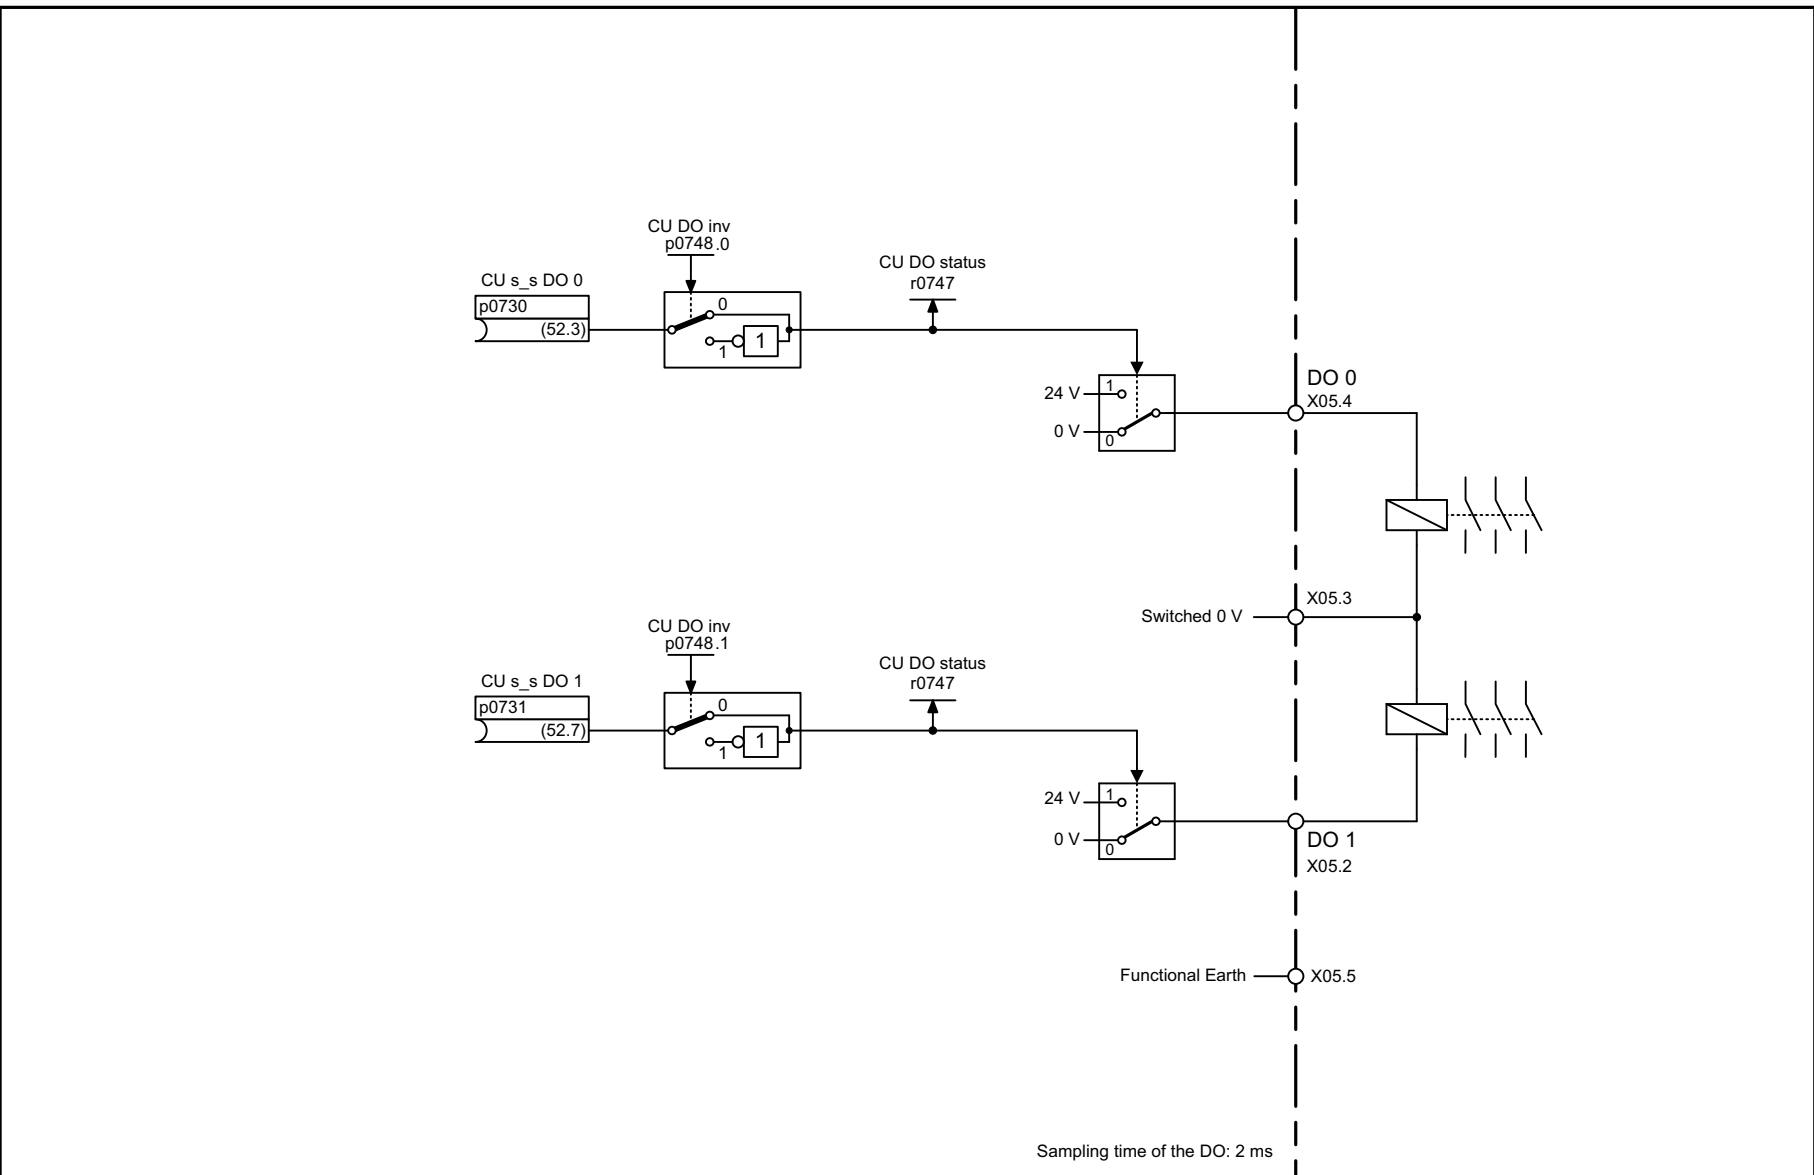 CU DO inv
p0748.0
CU s_s DO 0
p0730
(52.3)
0
1
1
CU DO status
r0747
24 V
1
0 V
0
DO 0
X05.4
Switched 0 V
X05.3
CU DO inv
p0748.1
CU s_s DO 1
p0731
(52.7)
0
1
1
CU DO status
r0747
24 V
1
0 V
0
DO 1
X05.2
Functional Earth
X05.5
Sampling time of the DO: 2 ms